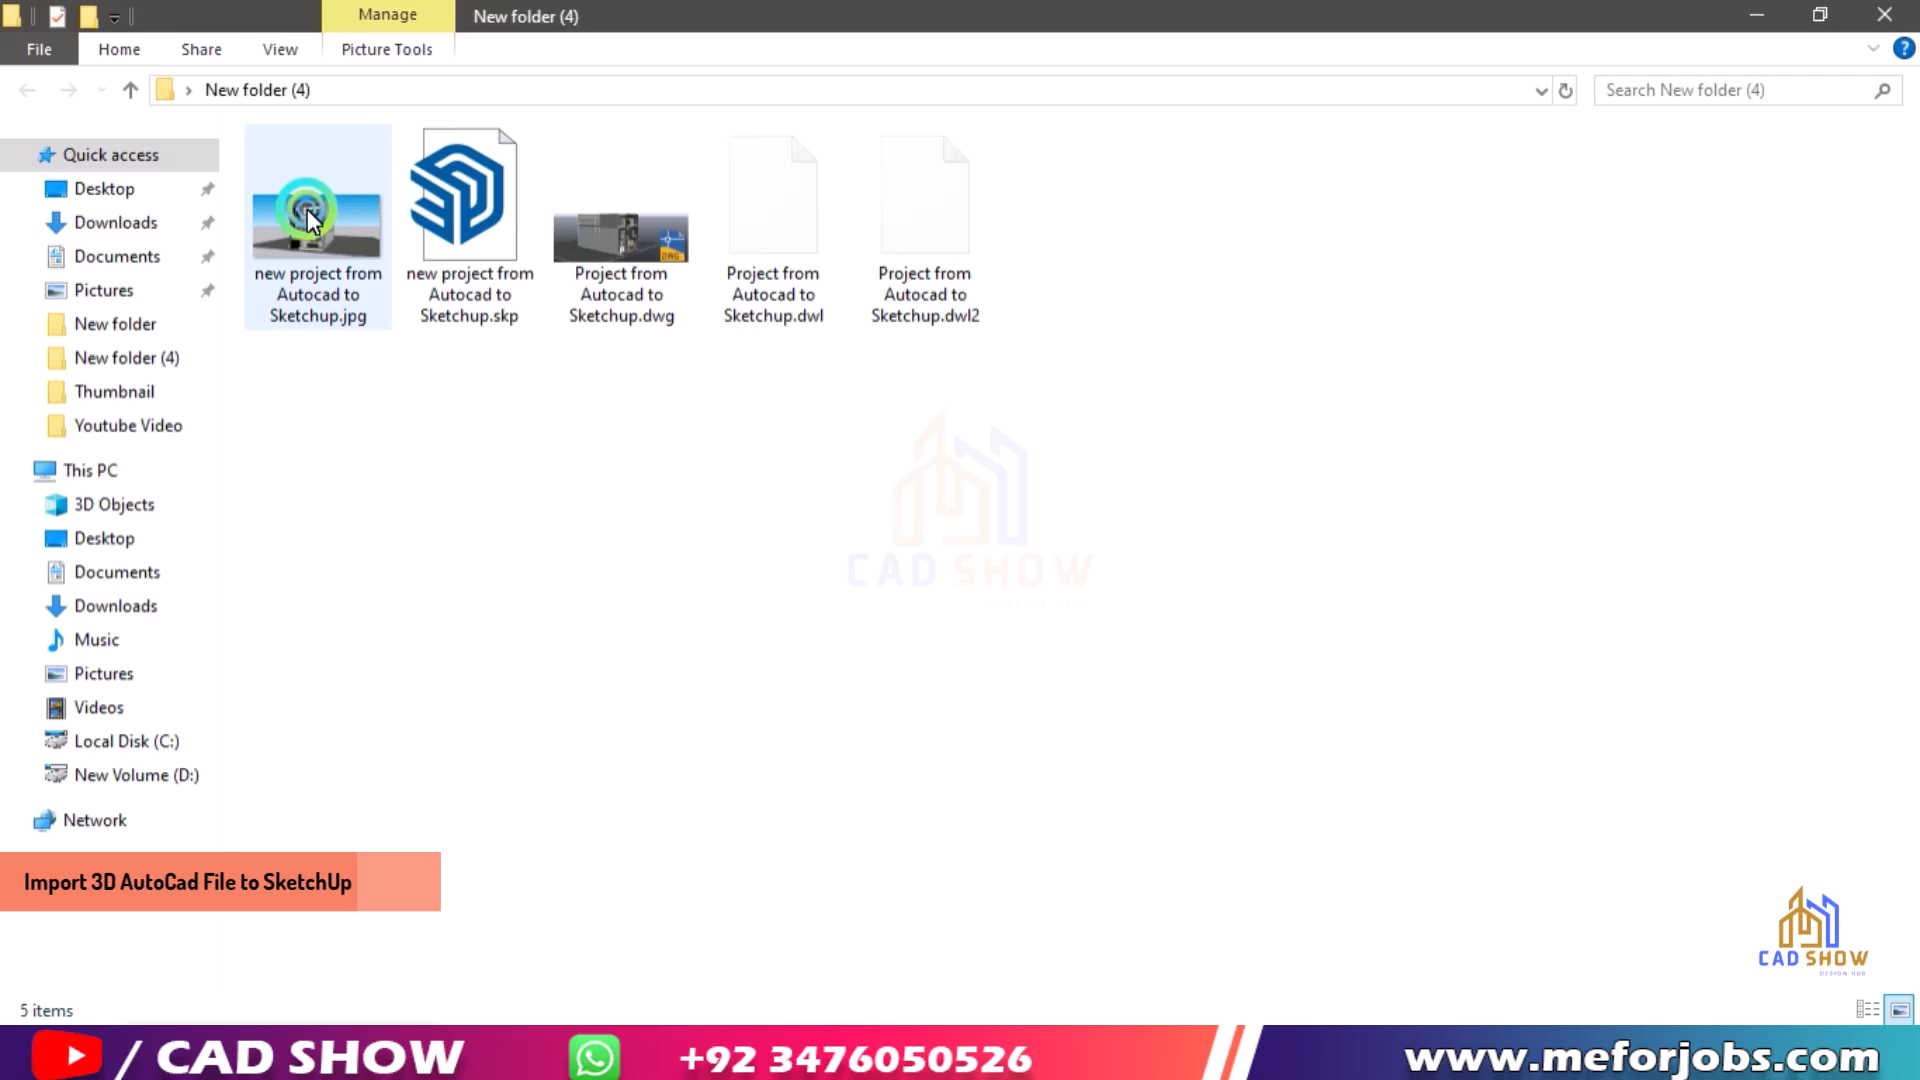 Manage
New folder (4)
File
Home
Share
View
Picture Tools
?
New folder (4)
Search New folder (4)
Quick access
Desktop
Downloads
Documents
Pictures
New folder
New folder (4)
Thumbnail
Youtube Video
This PC
3D Objects
Desktop
Documents
Downloads
Music
Pictures
Videos
Local Disk (C:)
New Volume (D:)
Network
new project from
Autocad to
Sketchup.jpg
new project from
Autocad to
Sketchup.skp
DWG
Project from
Autocad to
Sketchup.dwg
Project from
Autocad to
Sketchup.dwl
Project from
Autocad to
Sketchup.dwl2
CAD SHOW
Import 3D AutoCad File to SketchUp
CAD SHOW
DESIGN HUB
5 items
/ CAD SHOW
+92 3476050526
www.meforjobs.com